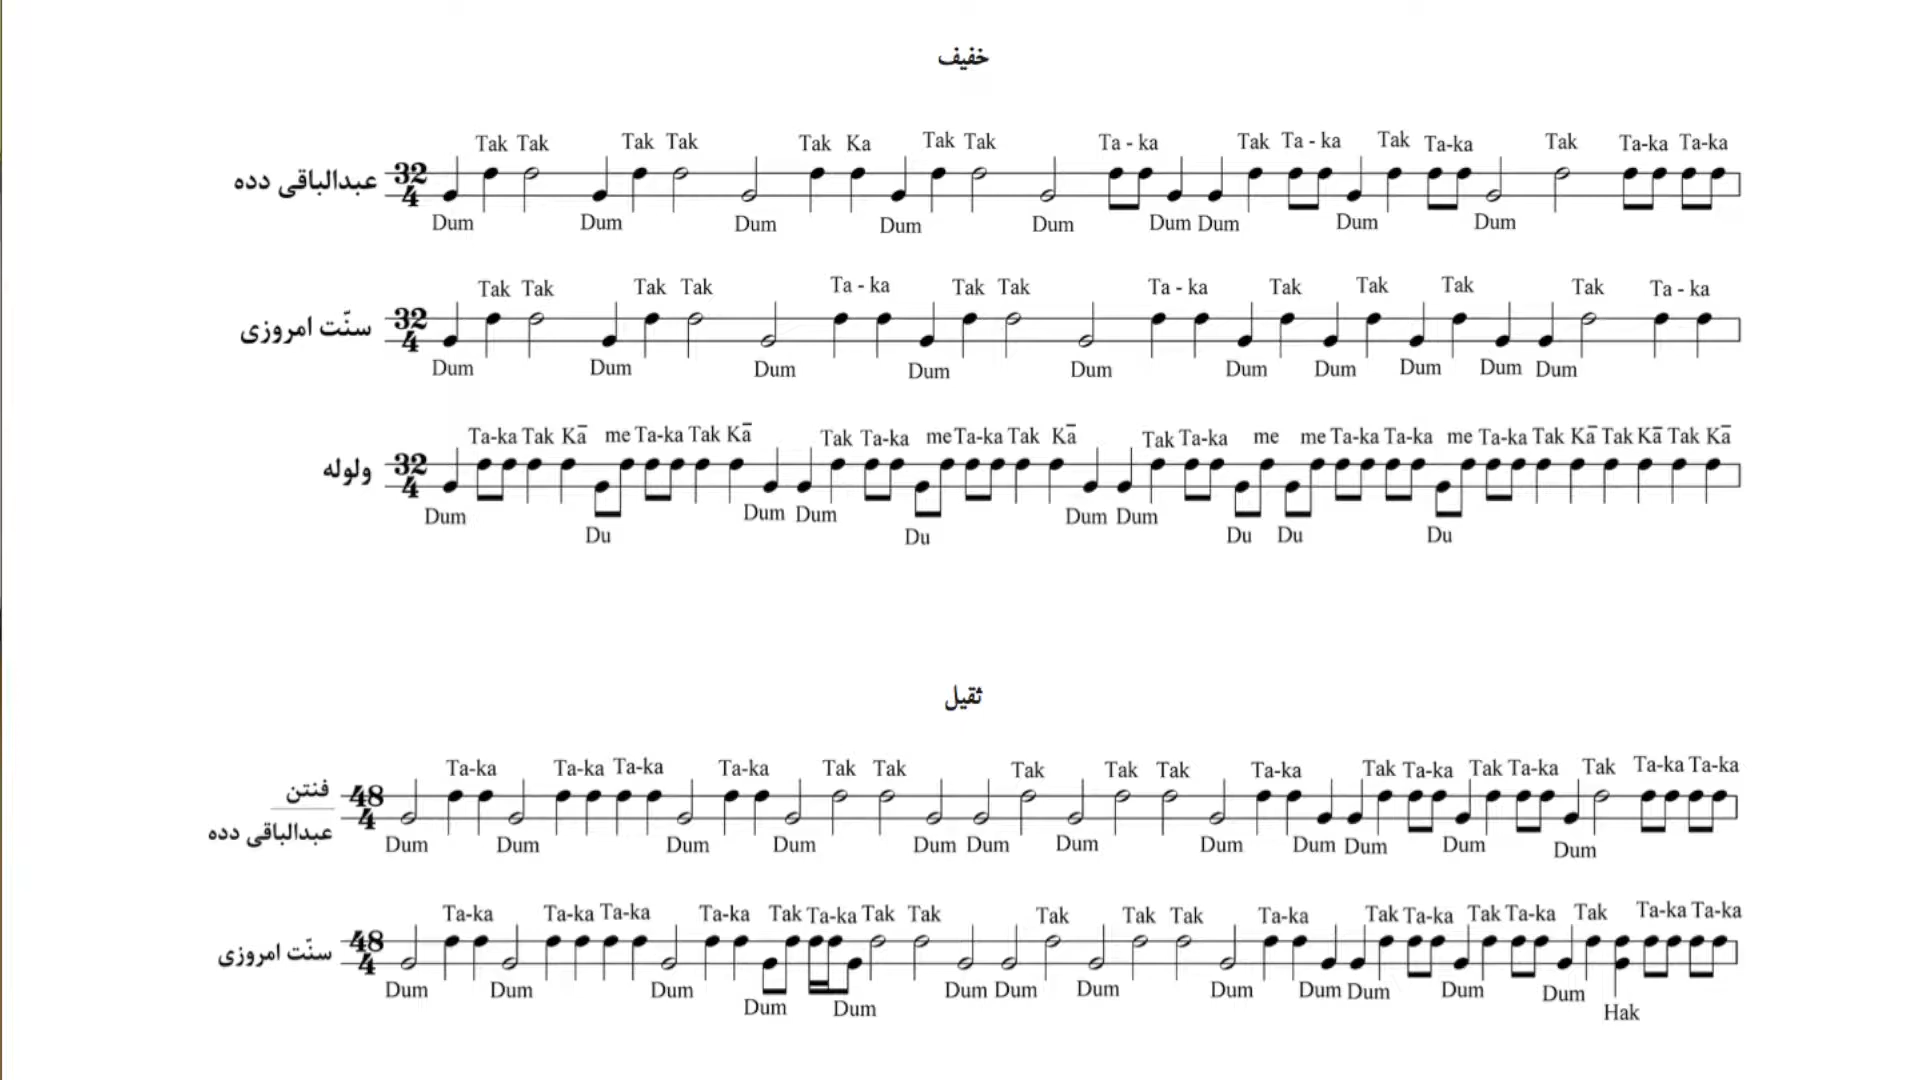 خفیف
Tak Tak Tak Tak Tak Ka Tak Tak Ta - ka Tak Ta - ka Tak Ta-ka Tak Ta-ka Ta-ka
عبدالباقی دده 32 4
Dum Dum Dum Dum Dum Dum Dum Dum Dum
Tak Tak Tak Tak Ta - ka Tak Tak Ta - ka Tak Tak Tak Tak Ta - ka
سنّت امروزی 32 4
Dum Dum Dum Dum Dum Dum Dum Dum Dum Dum
Ta-ka Tak Kā me Ta-ka Tak Kā Tak Ta-ka me Ta-ka Tak Kā Tak Ta-ka me me Ta-ka Ta-ka me Ta-ka Tak Kā Tak Kā Tak Kā
ولوله 32 4
Dum Du Dum Dum Du Dum Dum Du Du Du
ثقیل
Ta-ka Ta-ka Ta-ka Ta-ka Tak Tak Tak Tak Tak Ta-ka Tak Ta-ka Tak Ta-ka Tak Ta-ka Ta-ka
فنتن
عبدالباقی دده 48 4
Dum Dum Dum Dum Dum Dum Dum Dum Dum Dum Dum Dum
Ta-ka Ta-ka Ta-ka Ta-ka Tak Ta-ka Tak Tak Tak Tak Tak Ta-ka Tak Ta-ka Tak Ta-ka Tak Ta-ka Ta-ka
سنّت امروزی 48 4
Dum Dum Dum Dum Dum Dum Dum Dum Dum Dum Dum Dum Dum
Hak